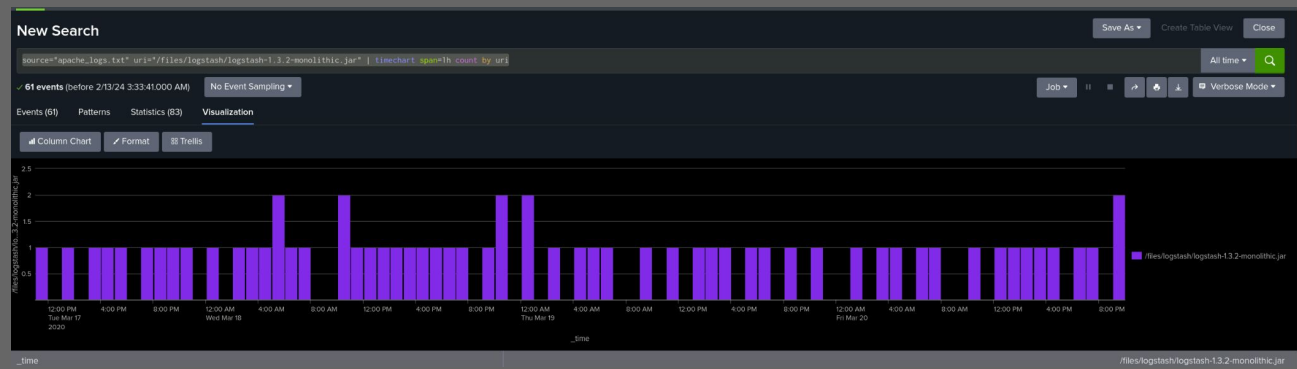 New Search
Save As ▾ Create Table View Close
source="apache_logs.txt" uri="/files/logstash/logstash-1.3.2-monolithic.jar" | timechart span=1h count by uri
All time ▾
✓ 61 events (before 2/13/24 3:33:41.000 AM) No Event Sampling ▾
Job ▾ Verbose Mode ▾
Events (61) Patterns Statistics (83) Visualization
Column Chart Format Trellis
/files/logstash/lo...3.2-monolithic.jar
2.5
2
1.5
1
0.5
/files/logstash/logstash-1.3.2-monolithic.jar
12:00 PM 4:00 PM 8:00 PM 12:00 AM 4:00 AM 8:00 AM 12:00 PM 4:00 PM 8:00 PM 12:00 AM 4:00 AM 8:00 AM 12:00 PM 4:00 PM 8:00 PM 12:00 AM 4:00 AM 8:00 AM 12:00 PM 4:00 PM 8:00 PM
Tue Mar 17 Wed Mar 18 Thu Mar 19 Fri Mar 20
2020
_time
_time /files/logstash/logstash-1.3.2-monolithic.jar